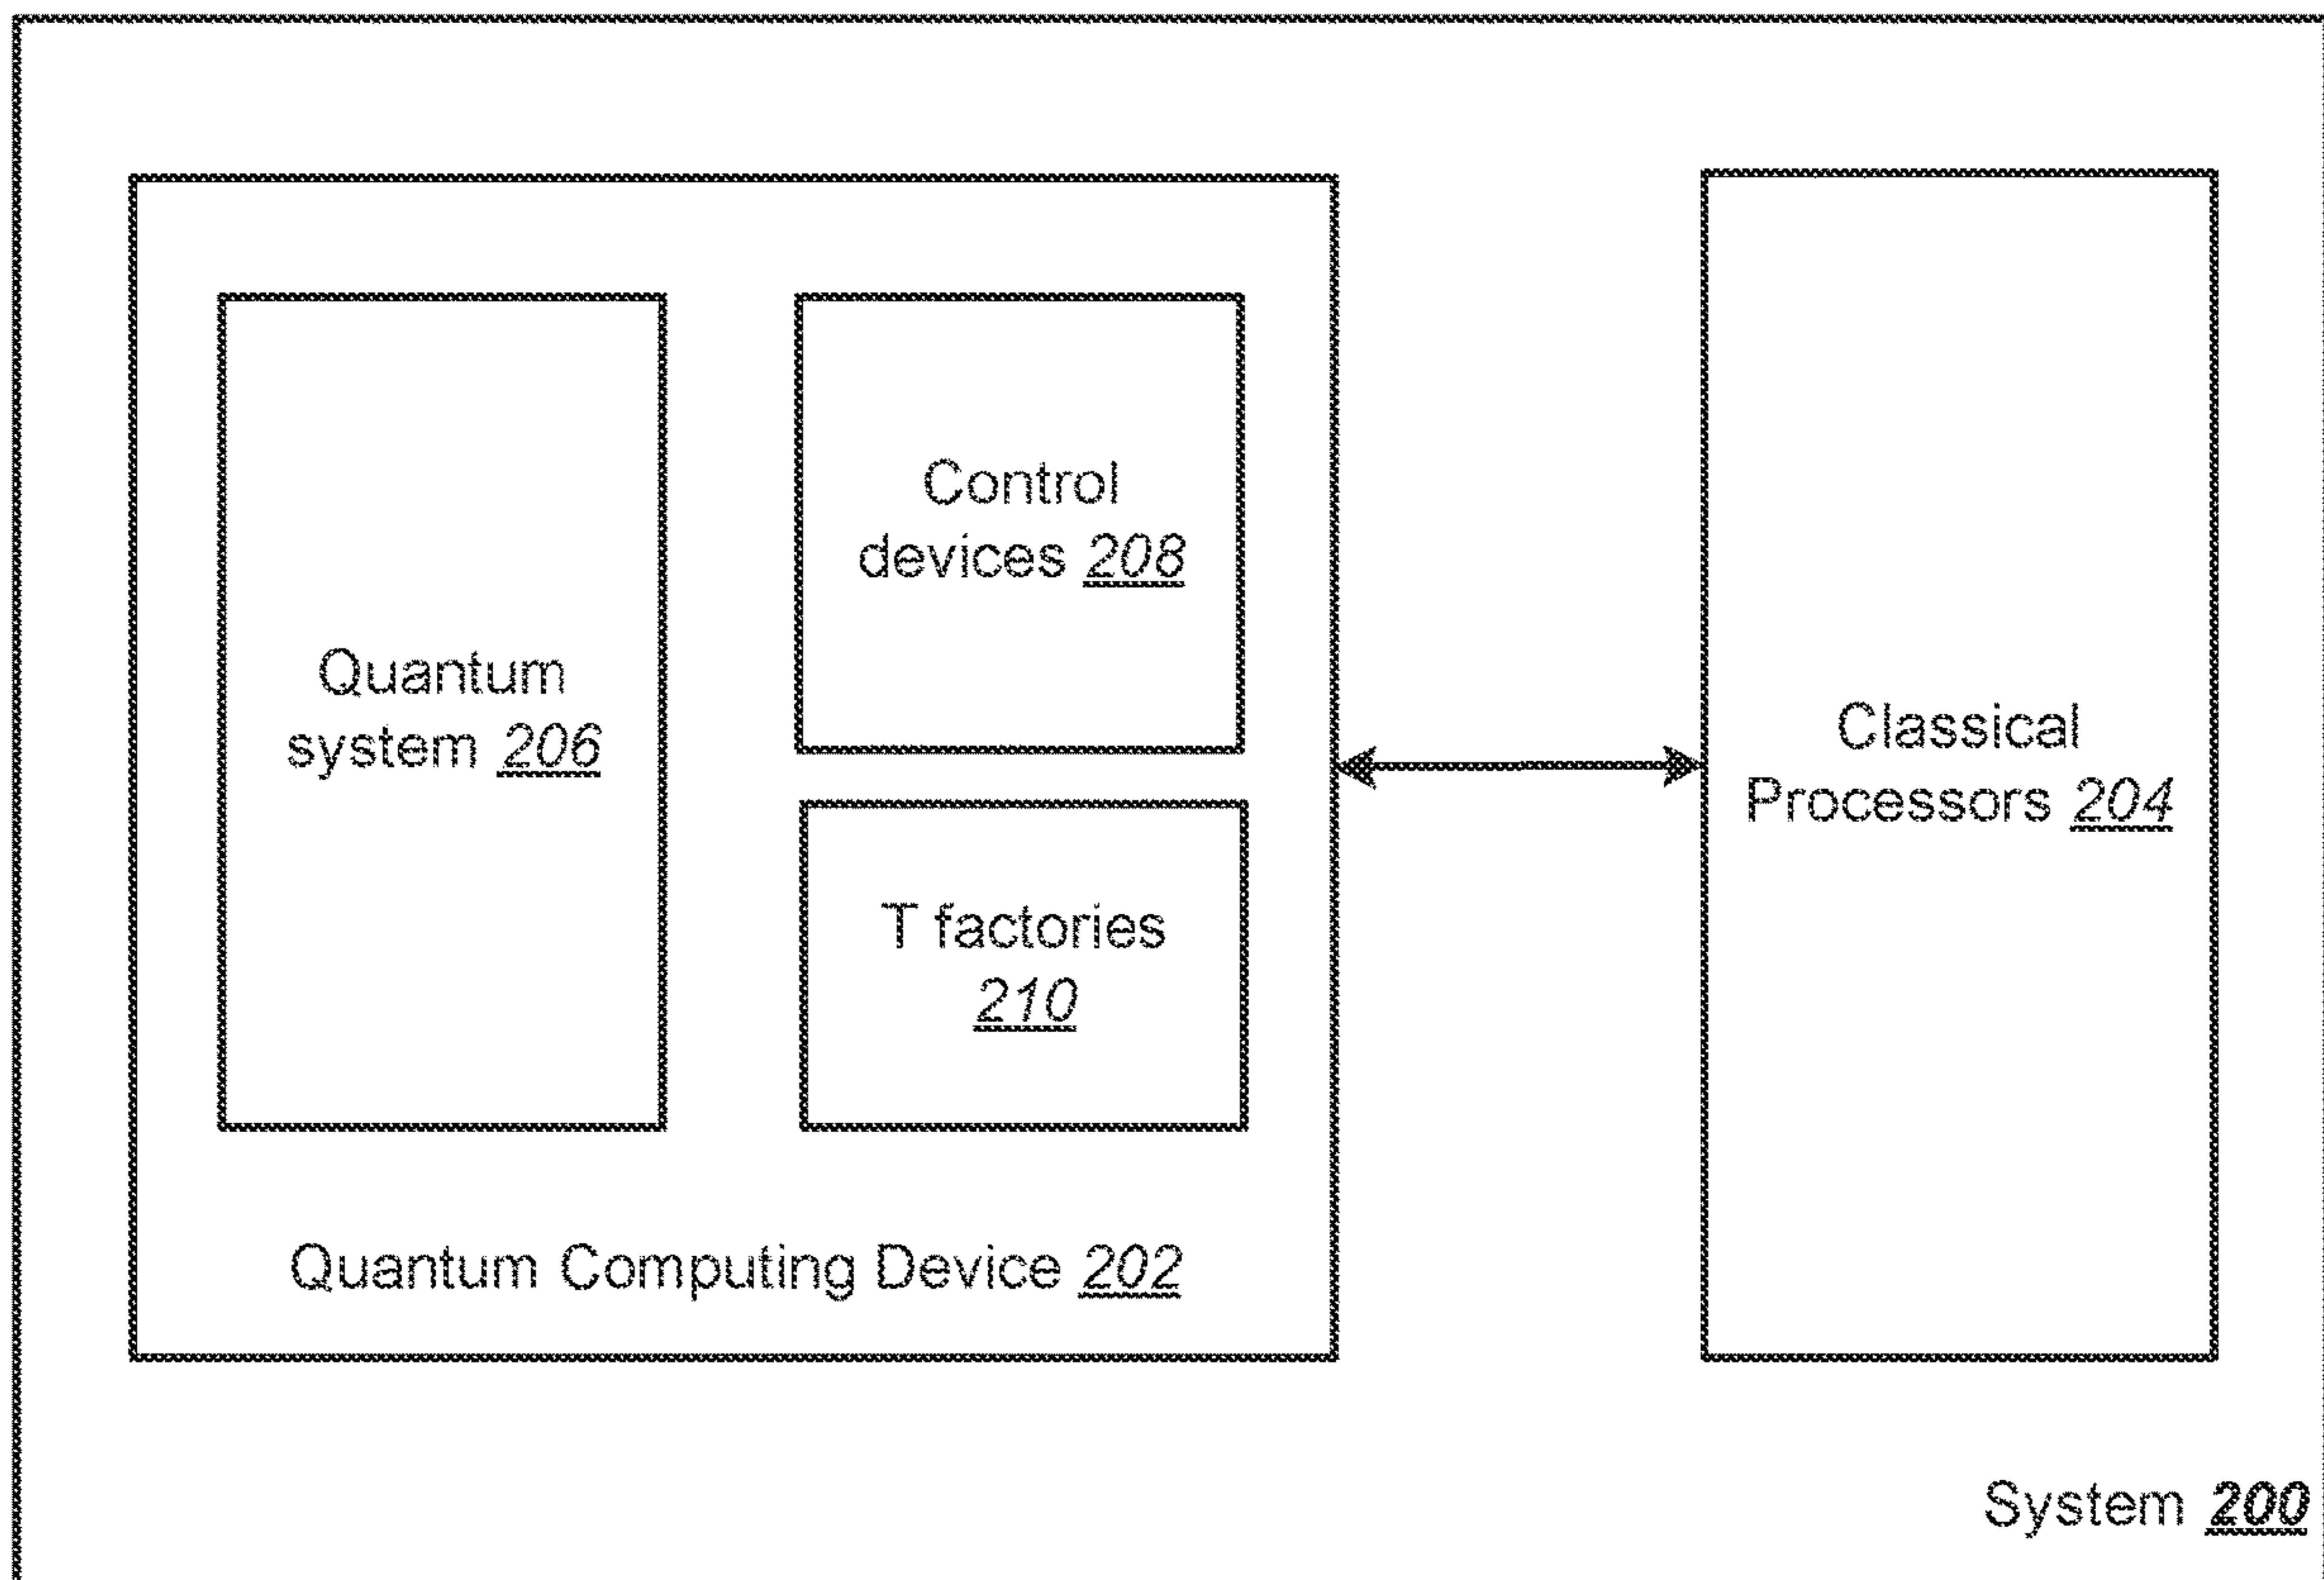 Quantum
system 206
Control
devices 208
T factories
210
Quantum Computing Device 202
Classical
Processors 204
System 200